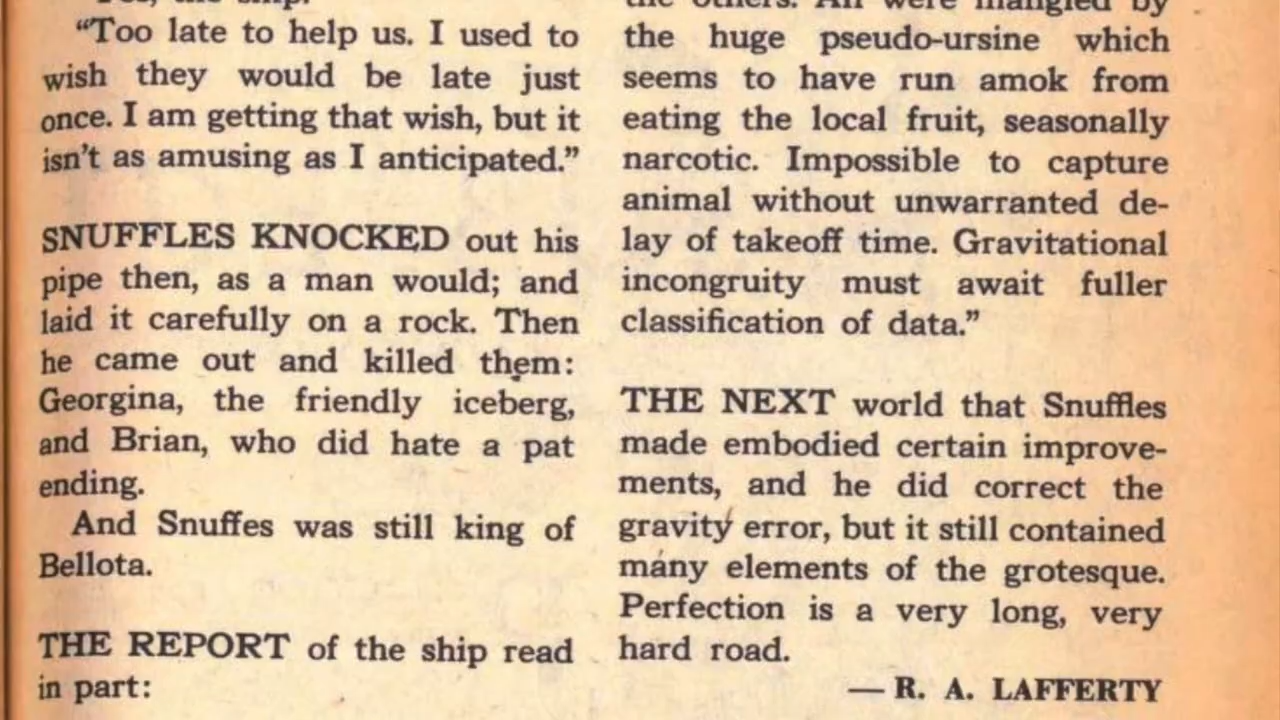 "Too late to help us. I used to
wish they would be late just
once. I am getting that wish, but it
isn't as amusing as I anticipated."
SNUFFLES KNOCKED out his
pipe then, as a man would; and
laid it carefully on a rock. Then
he came out and killed them:
Georgina, the friendly iceberg,
and Brian, who did hate a pat
ending.
And Snuffes was still king of
Bellota.
THE REPORT of the ship read
in part:
the others. All were mangled by
the huge pseudo-ursine which
seems to have run amok from
eating the local fruit, seasonally
narcotic. Impossible to capture
animal without unwarranted de-
lay of takeoff time. Gravitational
incongruity must await fuller
classification of data."
THE NEXT world that Snuffles
made embodied certain improve-
ments, and he did correct the
gravity error, but it still contained
many elements of the grotesque.
Perfection is a very long, very
hard road.
— R. A. LAFFERTY